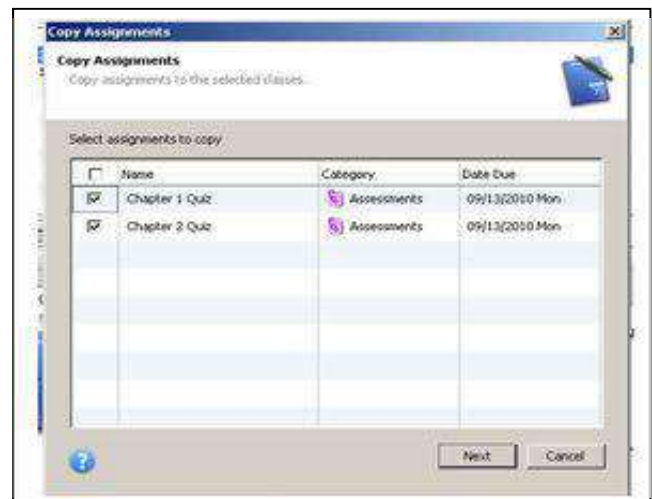 Copy Assignments
Copy Assignments
Copy assignments to the selected classes.
Select assignments to copy
Name Category Date Due
Chapter 1 Quiz Assessments 09/13/2010 Mon
Chapter 2 Quiz Assessments 09/13/2010 Mon
Next Cancel